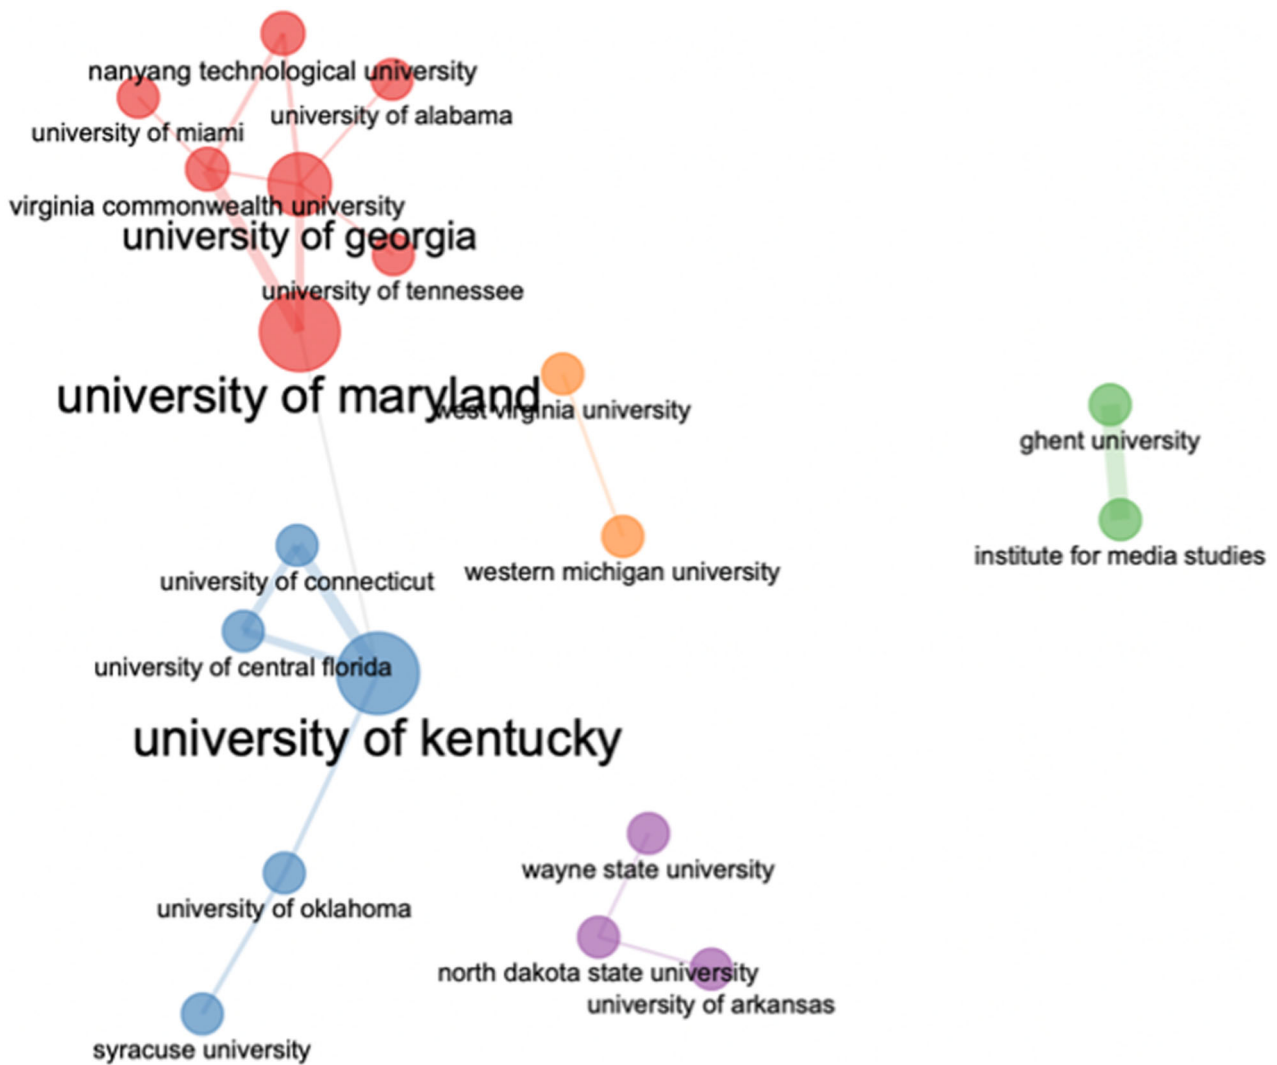 nanyang technological university
university of alabama
university of miami
virginia commonwealth university
university of georgia
university of tennessee
university of maryland
west virginia university
ghent university
institute for media studies
western michigan university
university of connecticut
university of central florida
university of kentucky
wayne state university
university of oklahoma
north dakota state university
university of arkansas
syracuse university